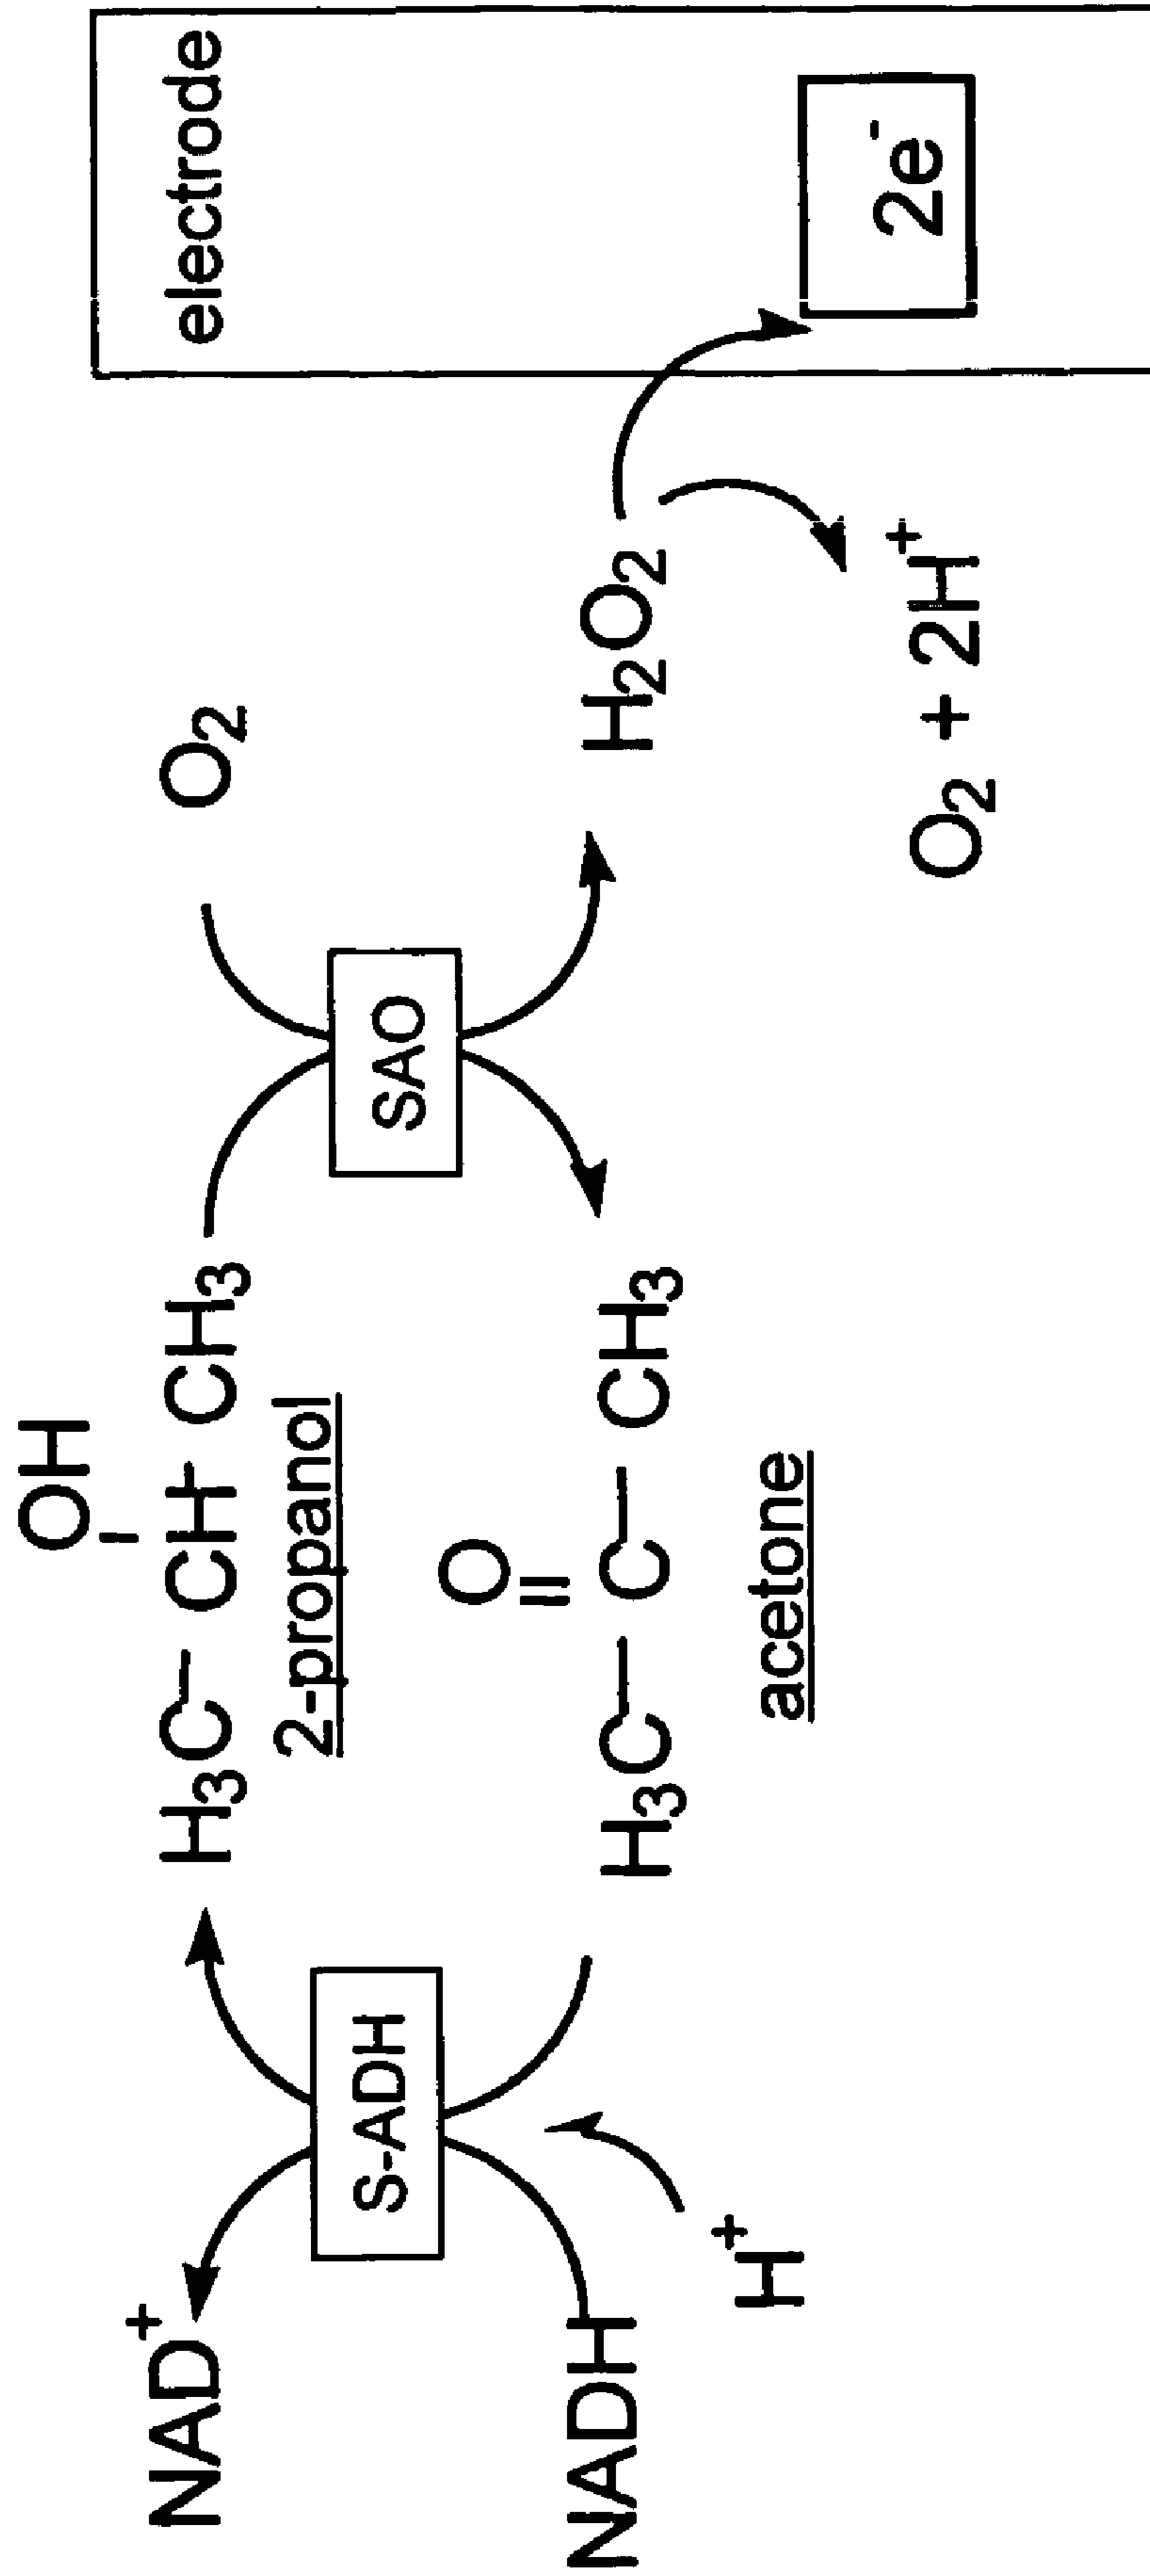 electrode
OH
NAD+
H3C – CH – CH3
O2
2-propanol
S-ADH
SAO
O
NADH
H3C – C – CH3
H2O2
H+
acetone
O2 + 2H+
2e-